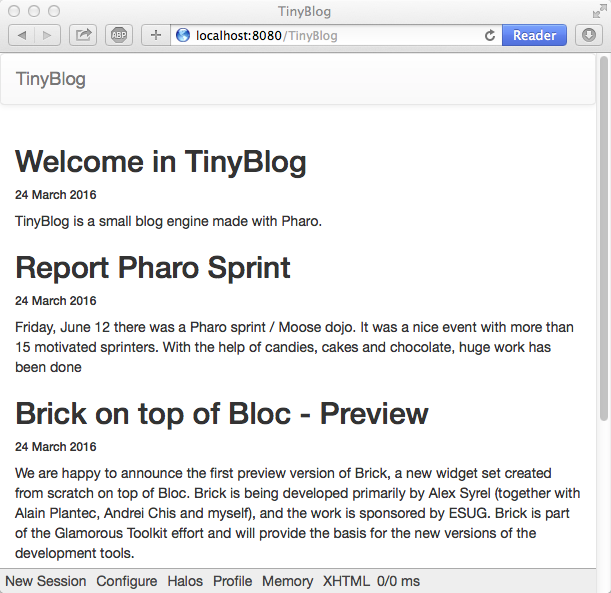 TinyBlog
ABP
localhost:8080/TinyBlog
Reader
TinyBlog
Welcome in TinyBlog
24 March 2016
TinyBlog is a small blog engine made with Pharo.
Report Pharo Sprint
24 March 2016
Friday, June 12 there was a Pharo sprint / Moose dojo. It was a nice event with more than
15 motivated sprinters. With the help of candies, cakes and chocolate, huge work has
been done
Brick on top of Bloc - Preview
24 March 2016
We are happy to announce the first preview version of Brick, a new widget set created
from scratch on top of Bloc. Brick is being developed primarily by Alex Syrel (together with
Alain Plantec, Andrei Chis and myself), and the work is sponsored by ESUG. Brick is part
of the Glamorous Toolkit effort and will provide the basis for the new versions of the
development tools.
New Session Configure Halos Profile Memory XHTML 0/0 ms